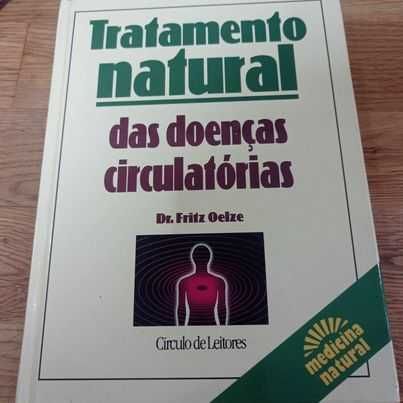 Tratamento
natural
das doenças
circulatórias
Dr. Fritz Oelze
Círculo de Leitores
medicina
natural